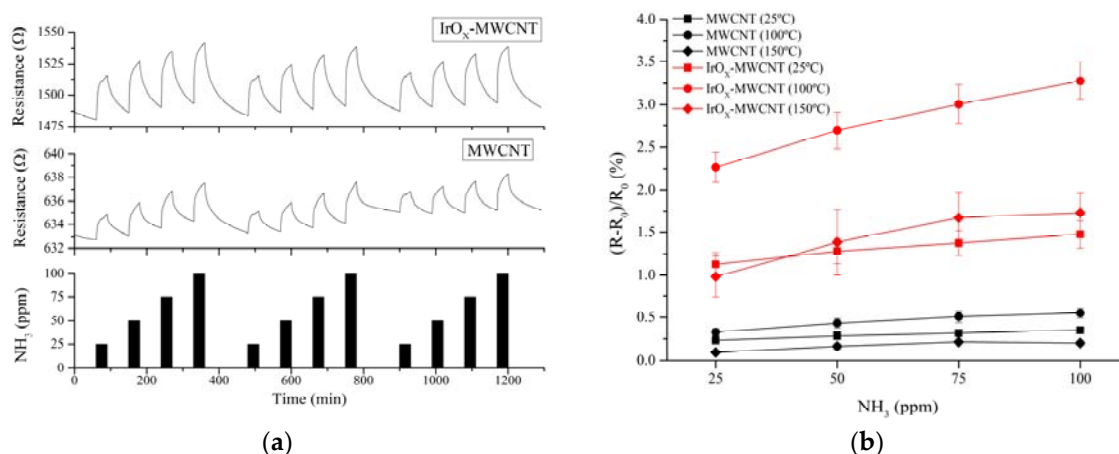 IrOₓ-MWCNT
Resistance (Ω)
1550
1525
1500
1475
MWCNT
Resistance (Ω)
640
638
636
634
632
NH₃ (ppm)
100
75
50
25
0
0 200 400 600 800 1000 1200
Time (min)
(a)
MWCNT (25ºC)
MWCNT (100ºC)
MWCNT (150ºC)
IrOₓ-MWCNT (25ºC)
IrOₓ-MWCNT (100ºC)
IrOₓ-MWCNT (150ºC)
(R-R₀)/R₀ (%)
4.0
3.5
3.0
2.5
2.0
1.5
1.0
0.5
0.0
25 50 75 100
NH₃ (ppm)
(b)